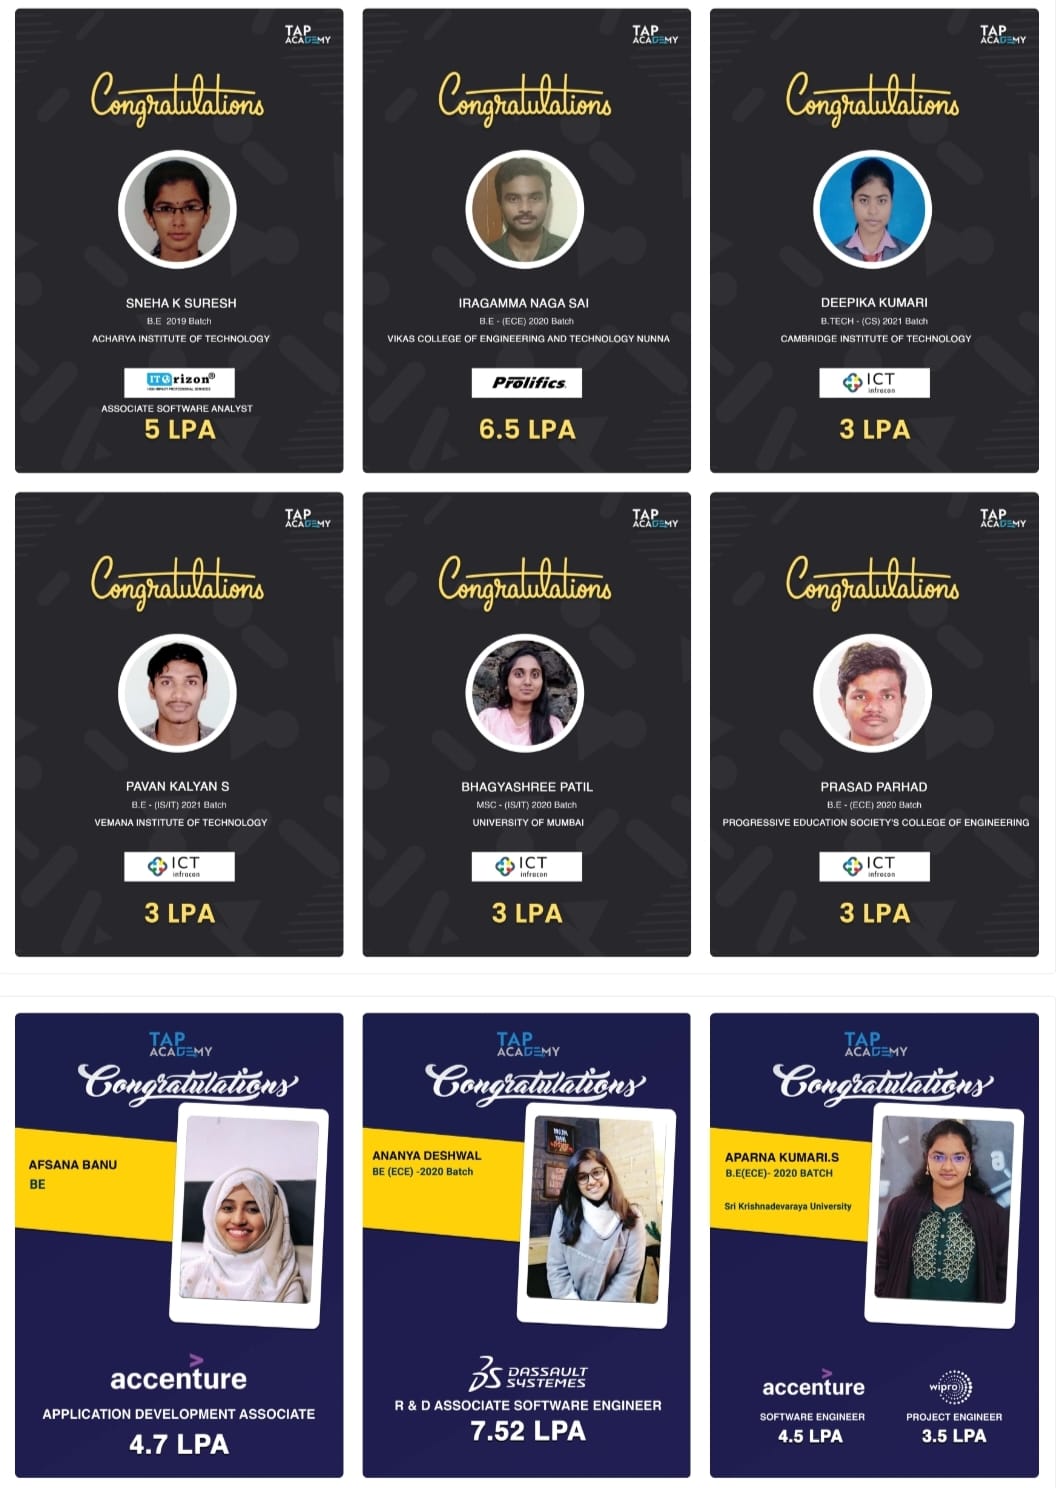 TAP
ACADEMY
Congratulations
SNEHA K SURESH
B.E 2019 Batch
ACHARYA INSTITUTE OF TECHNOLOGY
ITOrizon®
ASSOCIATE SOFTWARE ANALYST
5 LPA
TAP
ACADEMY
Congratulations
IRAGAMMA NAGA SAI
B.E - (ECE) 2020 Batch
VIKAS COLLEGE OF ENGINEERING AND TECHNOLOGY NUNNA
Prolifics
6.5 LPA
TAP
ACADEMY
Congratulations
DEEPIKA KUMARI
B.TECH - (CS) 2021 Batch
CAMBRIDGE INSTITUTE OF TECHNOLOGY
ICT
infracon
3 LPA
TAP
ACADEMY
Congratulations
PAVAN KALYAN S
B.E - (IS/IT) 2021 Batch
VEMANA INSTITUTE OF TECHNOLOGY
ICT
infracon
3 LPA
TAP
ACADEMY
Congratulations
BHAGYASHREE PATIL
MSC - (IS/IT) 2020 Batch
UNIVERSITY OF MUMBAI
ICT
infracon
3 LPA
TAP
ACADEMY
Congratulations
PRASAD PARHAD
B.E - (ECE) 2020 Batch
PROGRESSIVE EDUCATION SOCIETY'S COLLEGE OF ENGINEERING
ICT
infracon
3 LPA
TAP
ACADEMY
Congratulations
AFSANA BANU
BE
accenture
APPLICATION DEVELOPMENT ASSOCIATE
4.7 LPA
TAP
ACADEMY
Congratulations
ANANYA DESHWAL
BE (ECE) -2020 Batch
DASSAULT
SYSTEMES
R & D ASSOCIATE SOFTWARE ENGINEER
7.52 LPA
TAP
ACADEMY
Congratulations
APARNA KUMARI.S
B.E(ECE)- 2020 BATCH
Sri Krishnadevaraya University
accenture
SOFTWARE ENGINEER
4.5 LPA
wipro
PROJECT ENGINEER
3.5 LPA